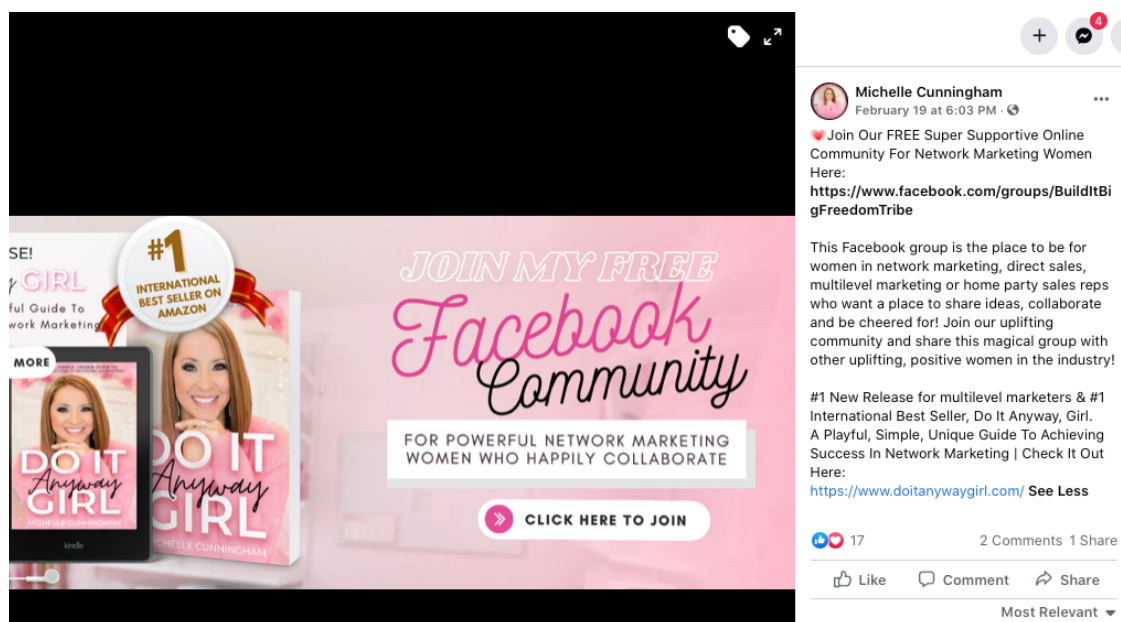 SE!
GIRL
ful Guide To
work Marketing
MORE
#1
INTERNATIONAL
BEST SELLER ON
AMAZON
DO IT
Anyway
GIRL
MICHELLE CUNNINGHAM
kindle
DO IT
Anyway
GIRL
MICHELLE CUNNINGHAM
JOIN MY FREE
Facebook
Community
FOR POWERFUL NETWORK MARKETING
WOMEN WHO HAPPILY COLLABORATE
CLICK HERE TO JOIN
4
Michelle Cunningham
February 19 at 6:03 PM ·
Join Our FREE Super Supportive Online
Community For Network Marketing Women
Here:
https://www.facebook.com/groups/BuildItBi
gFreedomTribe
This Facebook group is the place to be for
women in network marketing, direct sales,
multilevel marketing or home party sales reps
who want a place to share ideas, collaborate
and be cheered for! Join our uplifting
community and share this magical group with
other uplifting, positive women in the industry!
#1 New Release for multilevel marketers & #1
International Best Seller, Do It Anyway, Girl.
A Playful, Simple, Unique Guide To Achieving
Success In Network Marketing | Check It Out
Here:
https://www.doitanywaygirl.com/ See Less
17
2 Comments 1 Share
Like
Comment
Share
Most Relevant